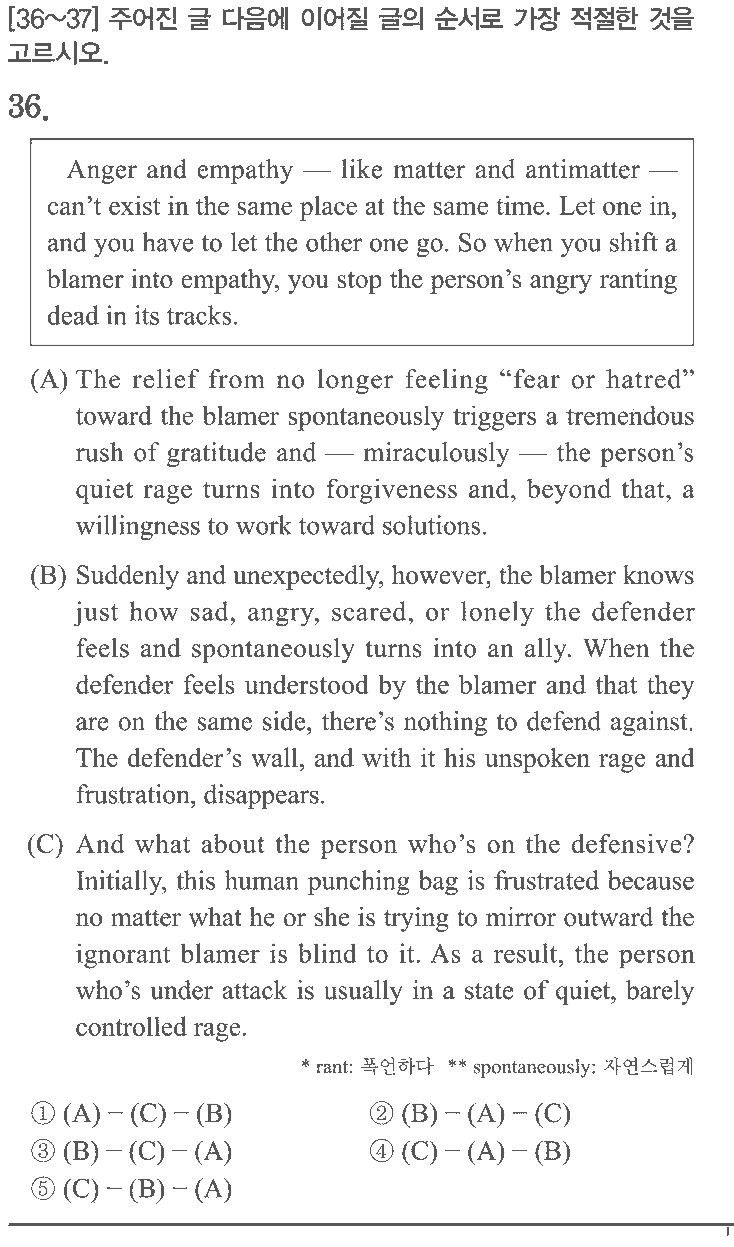 [36~37] 주어진 글 다음에 이어질 글의 순서로 가장 적절한 것을
고르시오.
36.
Anger and empathy — like matter and antimatter —
can’t exist in the same place at the same time. Let one in,
and you have to let the other one go. So when you shift a
blamer into empathy, you stop the person’s angry ranting
dead in its tracks.
(A) The relief from no longer feeling “fear or hatred”
toward the blamer spontaneously triggers a tremendous
rush of gratitude and — miraculously — the person’s
quiet rage turns into forgiveness and, beyond that, a
willingness to work toward solutions.
(B) Suddenly and unexpectedly, however, the blamer knows
just how sad, angry, scared, or lonely the defender
feels and spontaneously turns into an ally. When the
defender feels understood by the blamer and that they
are on the same side, there’s nothing to defend against.
The defender’s wall, and with it his unspoken rage and
frustration, disappears.
(C) And what about the person who’s on the defensive?
Initially, this human punching bag is frustrated because
no matter what he or she is trying to mirror outward the
ignorant blamer is blind to it. As a result, the person
who’s under attack is usually in a state of quiet, barely
controlled rage.
* rant: 폭언하다 ** spontaneously: 자연스럽게
① (A) － (C) － (B) ② (B) － (A) － (C)
③ (B) － (C) － (A) ④ (C) － (A) － (B)
⑤ (C) － (B) － (A)